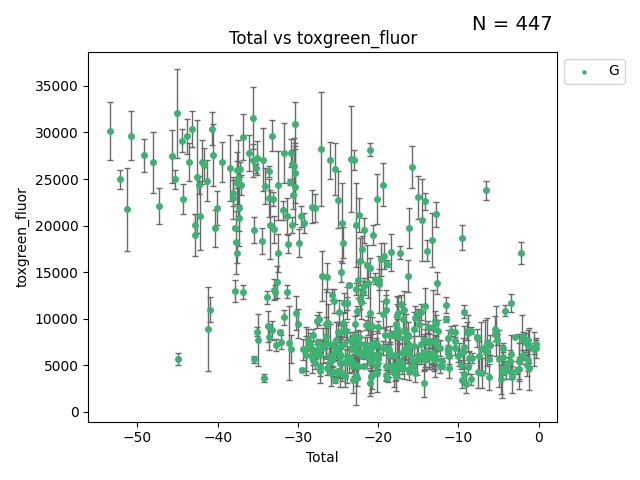 N = 447
Total vs toxgreen_fluor
G
toxgreen_fluor
35000
30000
25000
20000
15000
10000
5000
0
−50 −40 −30 −20 −10 0
Total